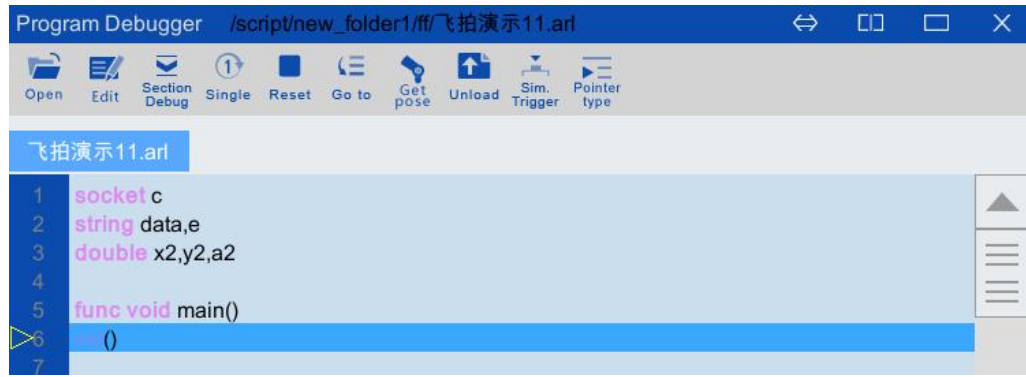 Program Debugger /script/new_folder1/ff/飞拍演示11.arl
Open Edit Section Debug Single Reset Go to Get pose Unload Sim. Trigger Pointer type
飞拍演示11.arl
1 socket c
2 string data,e
3 double x2,y2,a2
4
5 func void main()
6 ()
7